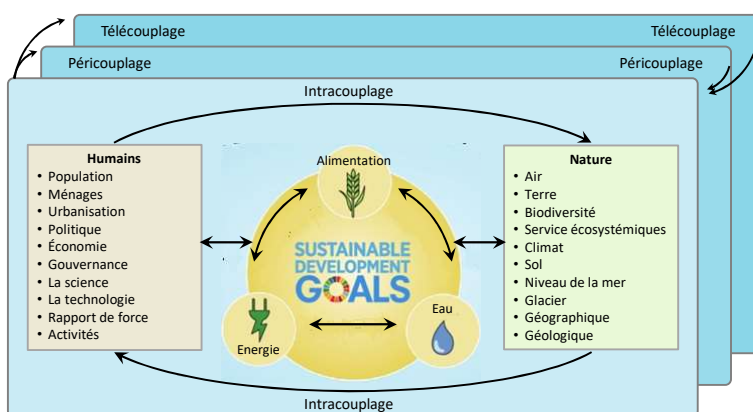 Télécouplage Télécouplage
Péricouplage Péricouplage
Intracouplage
Humains
• Population
• Ménages
• Urbanisation
• Politique
• Économie
• Gouvernance
• La science
• La technologie
• Rapport de force
• Activités
Alimentation
SUSTAINABLE
DEVELOPMENT
GOALS
Energie
Eau
Nature
• Air
• Terre
• Biodiversité
• Service écosystémiques
• Climat
• Sol
• Niveau de la mer
• Glacier
• Géographique
• Géologique
Intracouplage